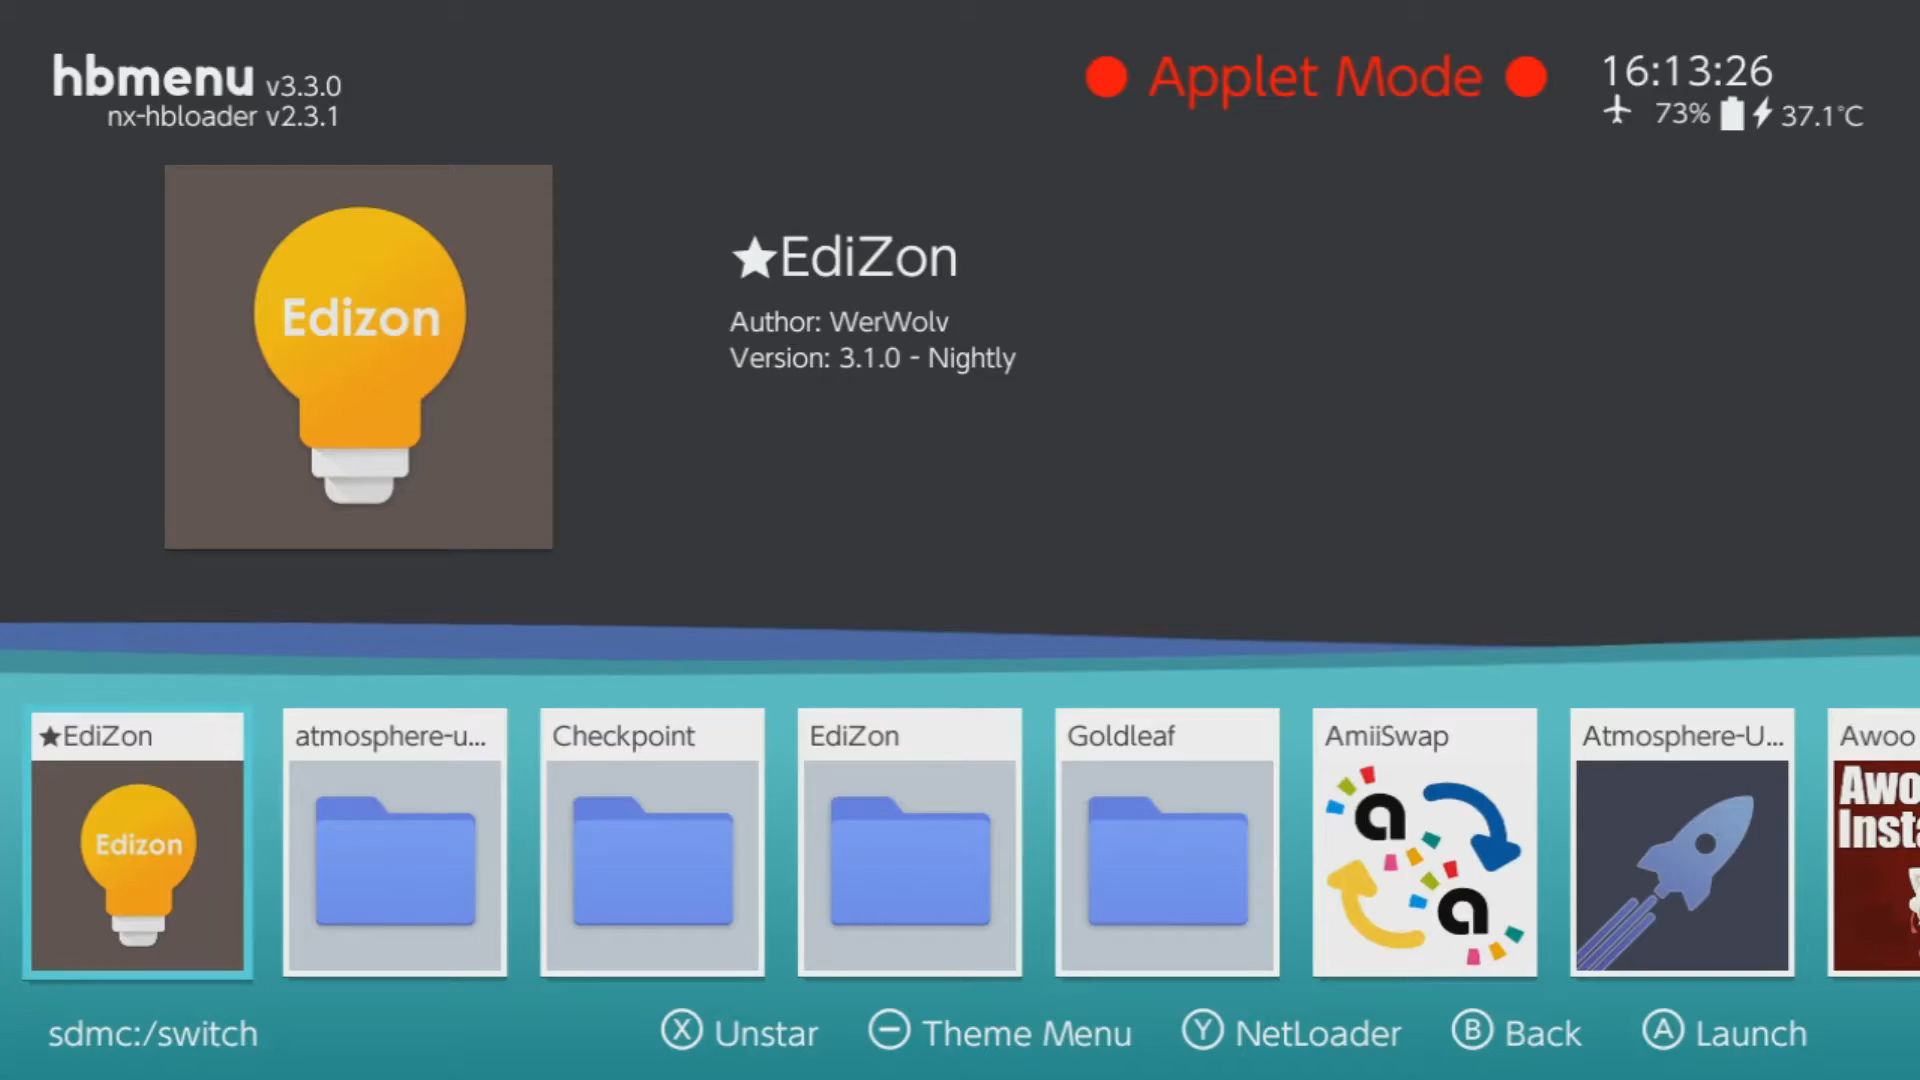 hbmenu v3.3.0
nx-hbloader v2.3.1
Applet Mode
16:13:26
73% 37.1°C
Edizon
★EdiZon
Author: WerWolv
Version: 3.1.0 - Nightly
★EdiZon
atmosphere-u...
Checkpoint
EdiZon
Goldleaf
AmiiSwap
Atmosphere-U...
Awoo
Edizon
a
a
Awo
Insta
sdmc:/switch
X Unstar
− Theme Menu
Y NetLoader
B Back
A Launch